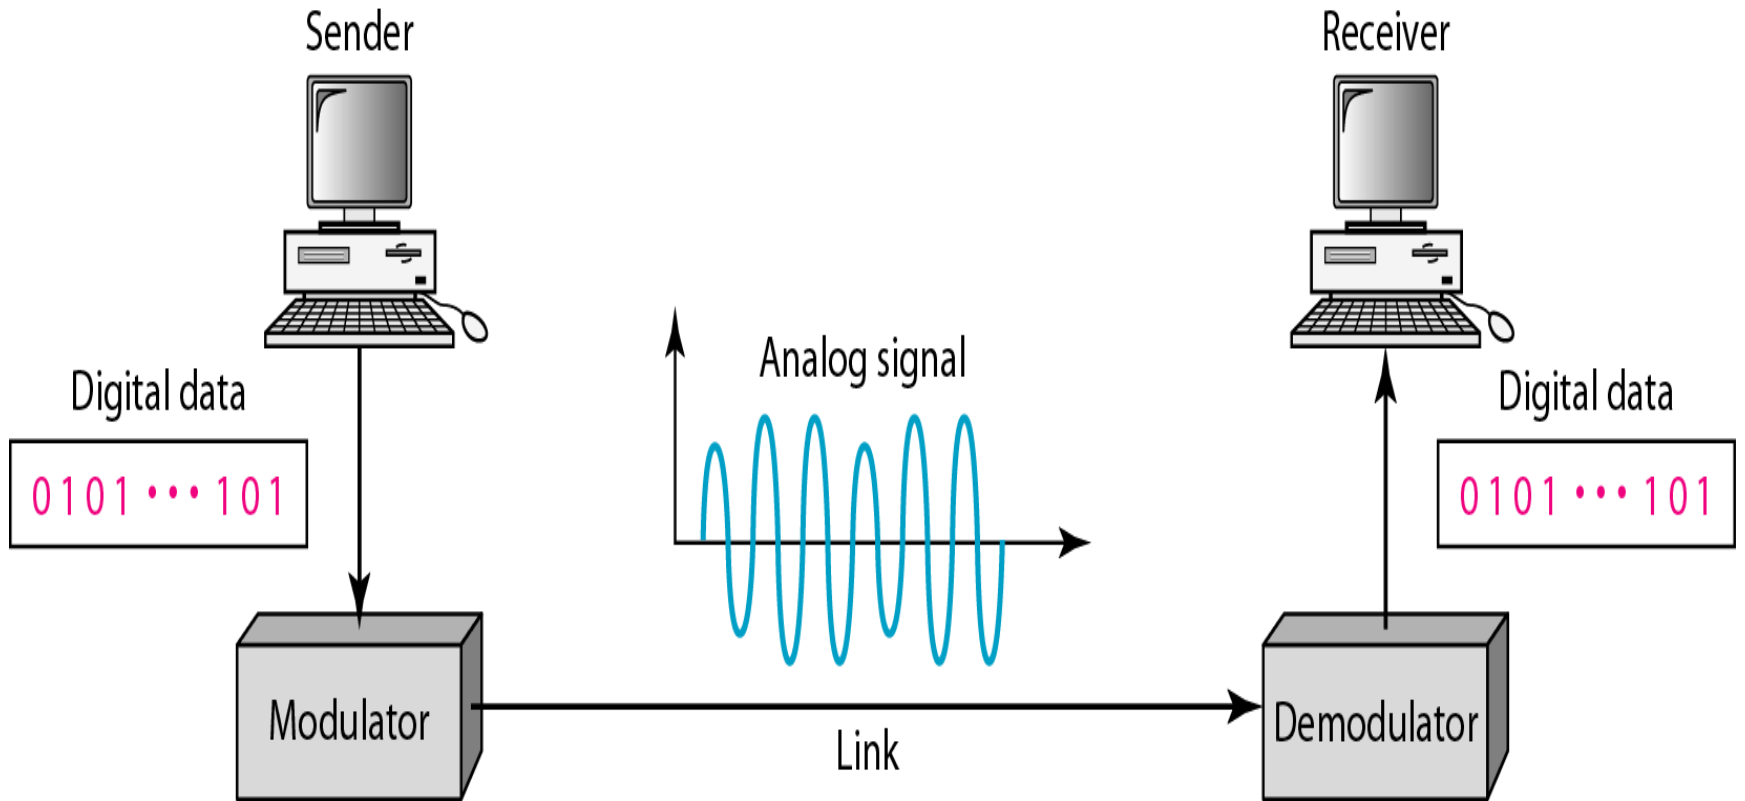 Sender
Receiver
Analog signal
Digital data
Digital data
0101 ••• 101
0101 ••• 101
Modulator
Link
Demodulator